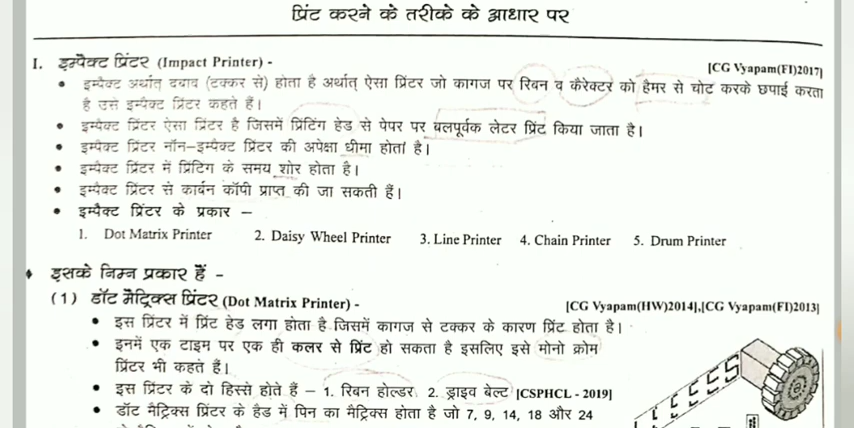 प्रिंट करने के तरीके के आधार पर
I. इम्पैक्ट प्रिंटर (Impact Printer) - [CG Vyapam(FI)2017]
• इम्पैक्ट अर्थात् दबाव (टक्कर से) होता है अर्थात् ऐसा प्रिंटर जो कागज पर रिबन व कैरेक्टर को हैमर से चोट करके छपाई करता
है उसे इम्पैक्ट प्रिंटर कहते हैं।
• इम्पैक्ट प्रिंटर ऐसा प्रिंटर है जिसमें प्रिंटिंग हेड से पेपर पर बलपूर्वक लेटर प्रिंट किया जाता है।
• इम्पैक्ट प्रिंटर नॉन-इम्पैक्ट प्रिंटर की अपेक्षा धीमा होता है।
• इम्पैक्ट प्रिंटर में प्रिंटिग के समय शोर होता है।
• इम्पैक्ट प्रिंटर से कार्बन कॉपी प्राप्त की जा सकती हैं।
• इम्पैक्ट प्रिंटर के प्रकार –
1. Dot Matrix Printer 2. Daisy Wheel Printer 3. Line Printer 4. Chain Printer 5. Drum Printer
♦ इसके निम्न प्रकार हैं -
(1) डॉट मैट्रिक्स प्रिंटर (Dot Matrix Printer) - [CG Vyapam(HW)2014],[CG Vyapam(FI)2013]
• इस प्रिंटर में प्रिंट हेड लगा होता है जिसमें कागज से टक्कर के कारण प्रिंट होता है।
• इनमें एक टाइम पर एक ही कलर से प्रिंट हो सकता है इसलिए इसे मोनो क्रोम
प्रिंटर भी कहते हैं।
• इस प्रिंटर के दो हिस्से होते हैं – 1. रिबन होल्डर 2. ड्राइव बेल्ट [CSPHCL - 2019]
• डॉट मैट्रिक्स प्रिंटर के हैड में पिन का मैट्रिक्स होता है जो 7, 9, 14, 18 और 24